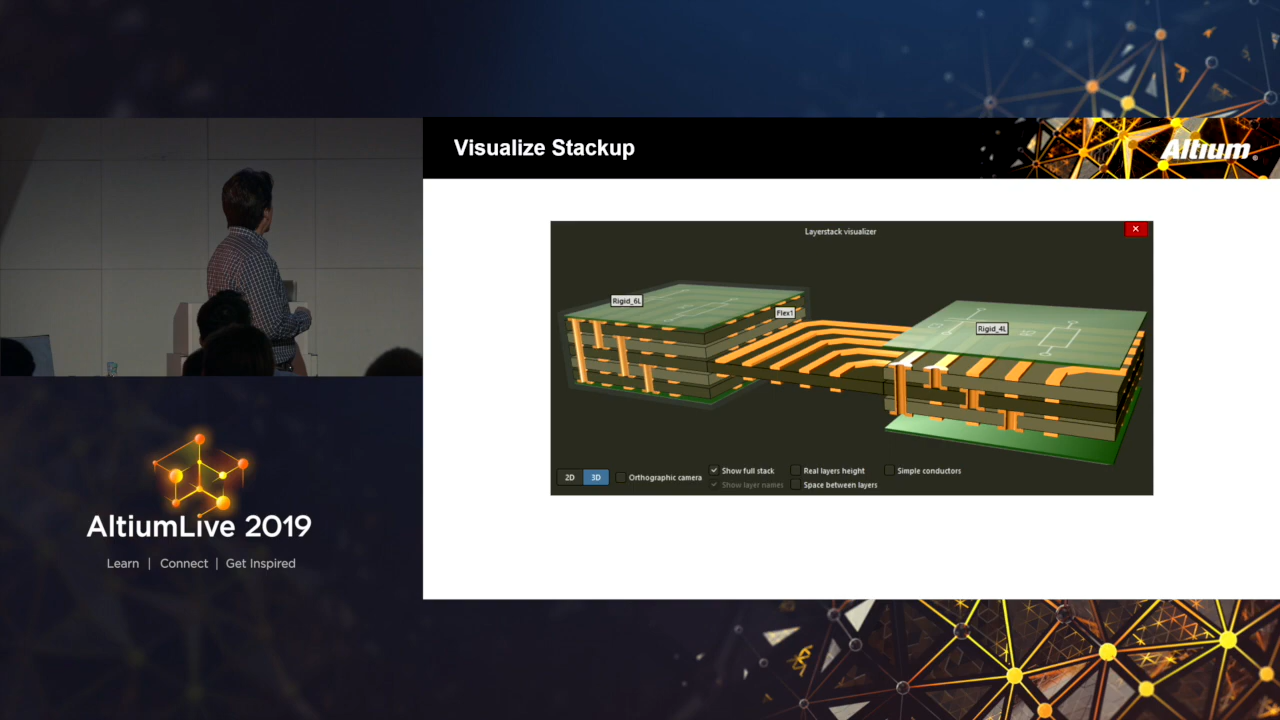 Visualize Stackup
Altium
Layerstack visualizer
Rigid_6L
Flex1
Rigid_4L
2D 3D
Orthographic camera
Show full stack
Show layer names
Real layers height
Space between layers
Simple conductors
AltiumLive 2019
Learn | Connect | Get Inspired